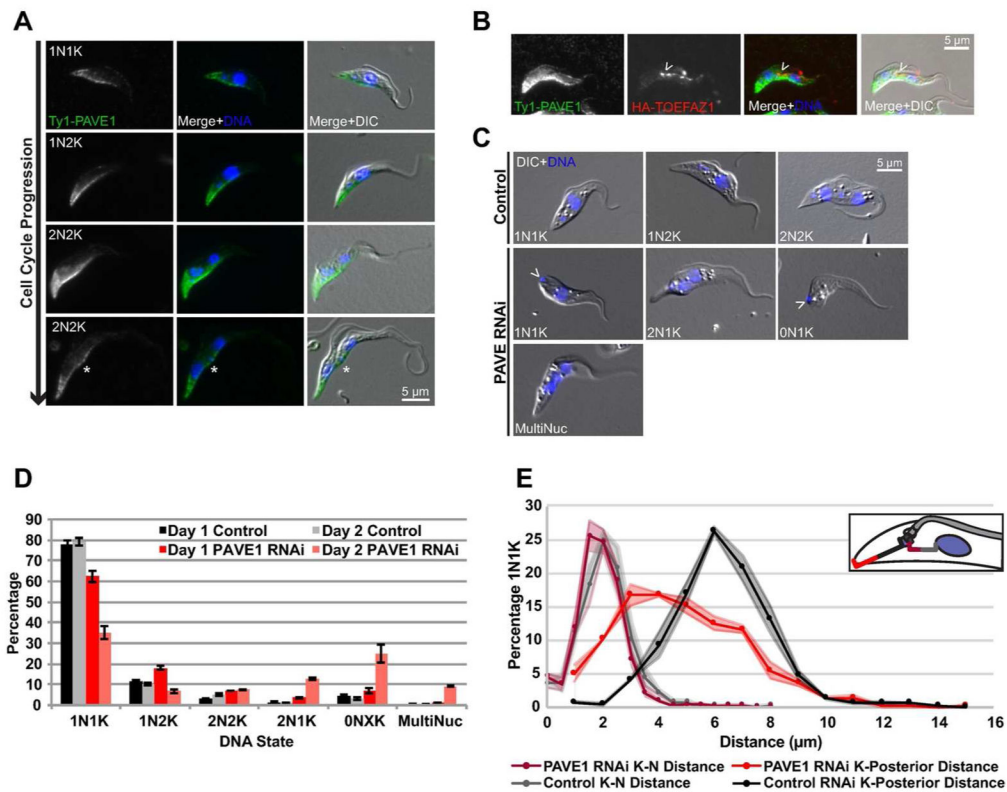 A
Cell Cycle Progression
1N1K
Ty1-PAVE1
Merge+DNA
Merge+DIC
1N2K
2N2K
2N2K
*
*
*
5 µm
B
5 µm
Ty1-PAVE1
HA-TOEFAZ1
Merge+DNA
Merge+DIC
C
Control
DIC+DNA
5 µm
1N1K
1N2K
2N2K
PAVE RNAi
1N1K
2N1K
0N1K
MultiNuc
D
Percentage
90
80
70
60
50
40
30
20
10
0
Day 1 Control
Day 2 Control
Day 1 PAVE1 RNAi
Day 2 PAVE1 RNAi
1N1K 1N2K 2N2K 2N1K 0NXK MultiNuc
DNA State
E
Percentage 1N1K
30
25
20
15
10
5
0
0 2 4 6 8 10 12 14 16
Distance (µm)
PAVE1 RNAi K-N Distance
PAVE1 RNAi K-Posterior Distance
Control K-N Distance
Control RNAi K-Posterior Distance